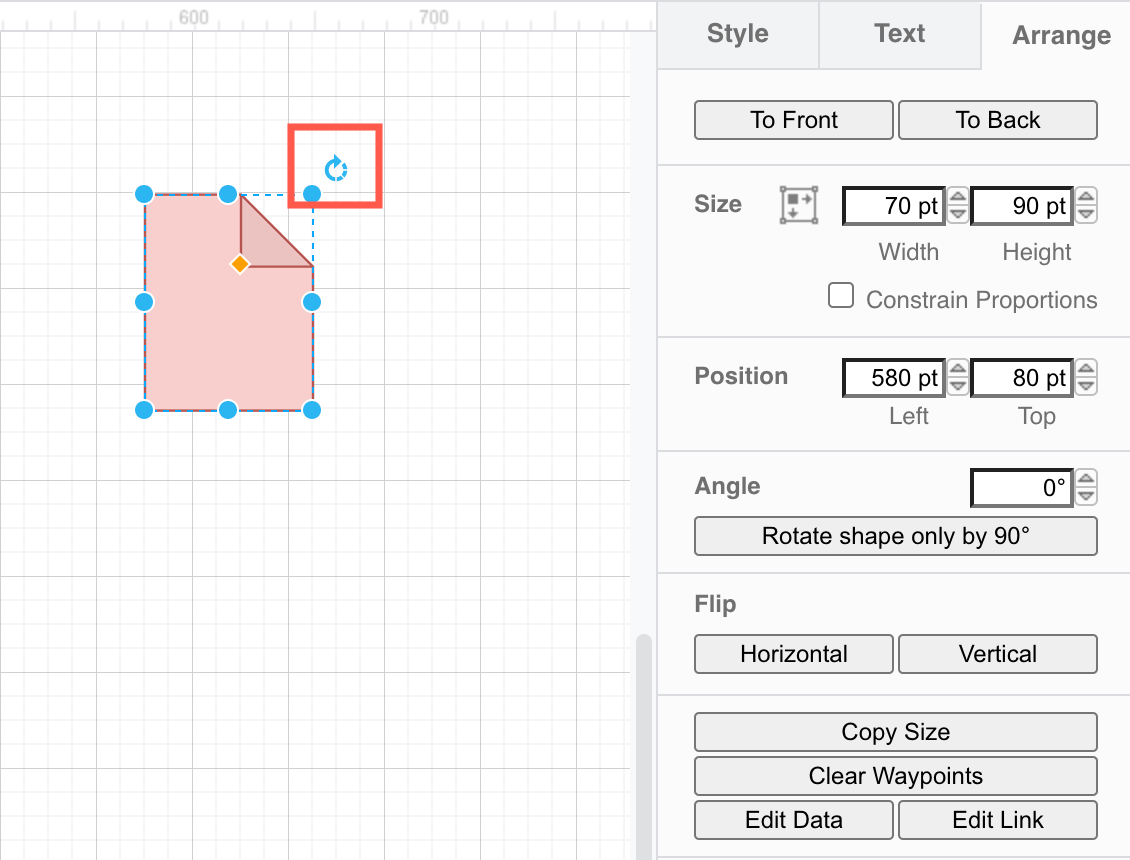 600 700
Style Text Arrange
To Front To Back
Size 70 pt 90 pt
Width Height
Constrain Proportions
Position 580 pt 80 pt
Left Top
Angle 0°
Rotate shape only by 90°
Flip
Horizontal Vertical
Copy Size
Clear Waypoints
Edit Data Edit Link